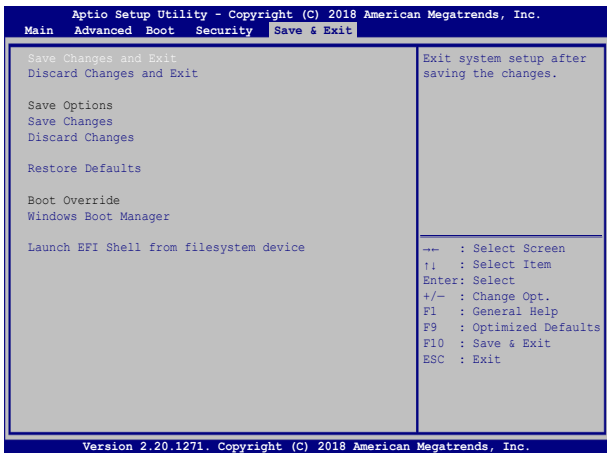 Aptio Setup Utility - Copyright (C) 2018 American Megatrends, Inc.
Main Advanced Boot Security Save & Exit
Save Changes and Exit
Discard Changes and Exit
Save Options
Save Changes
Discard Changes
Restore Defaults
Boot Override
Windows Boot Manager
Launch EFI Shell from filesystem device
Exit system setup after
saving the changes.
→← : Select Screen
↑↓ : Select Item
Enter: Select
+/— : Change Opt.
F1 : General Help
F9 : Optimized Defaults
F10 : Save & Exit
ESC : Exit
Version 2.20.1271. Copyright (C) 2018 American Megatrends, Inc.